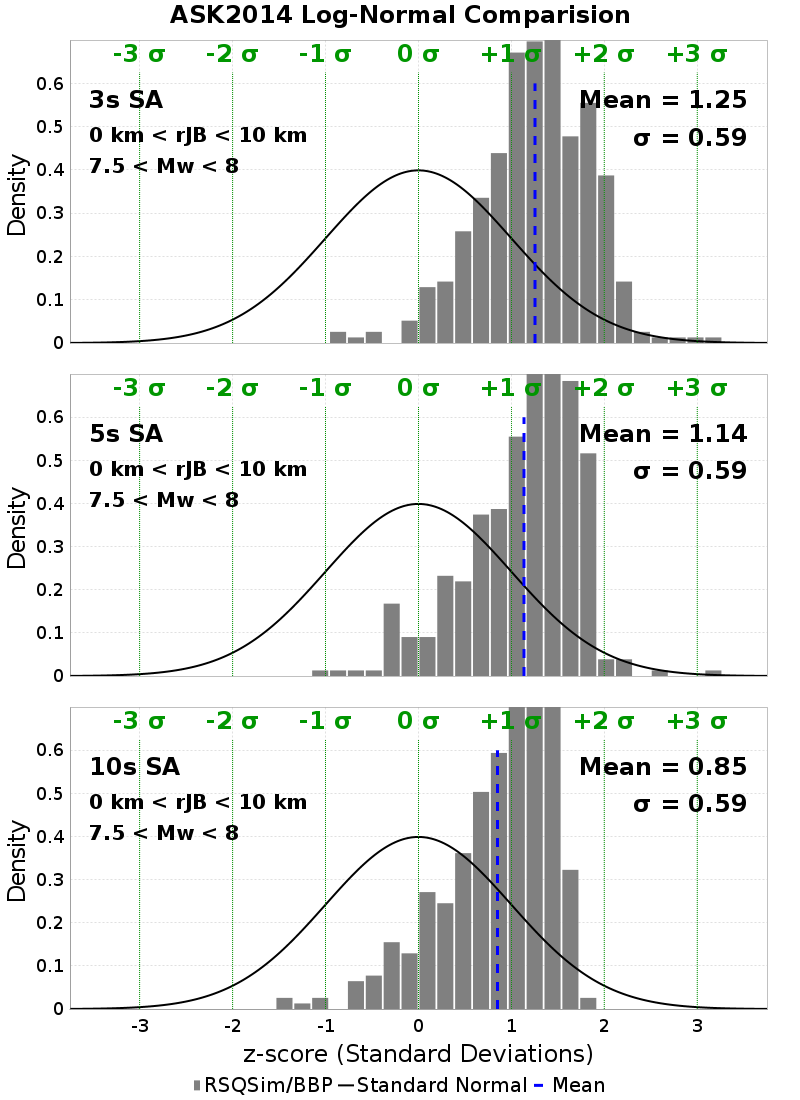 ASK2014 Log-Normal Comparision
-3 σ -2 σ -1 σ 0 σ +1 σ +2 σ +3 σ
3s SA Mean = 1.25
0 km < rJB < 10 km σ = 0.59
7.5 < Mw < 8
Density
0.6
0.5
0.4
0.3
0.2
0.1
0
-3 σ -2 σ -1 σ 0 σ +1 σ +2 σ +3 σ
5s SA Mean = 1.14
0 km < rJB < 10 km σ = 0.59
7.5 < Mw < 8
Density
0.6
0.5
0.4
0.3
0.2
0.1
0
-3 σ -2 σ -1 σ 0 σ +1 σ +2 σ +3 σ
10s SA Mean = 0.85
0 km < rJB < 10 km σ = 0.59
7.5 < Mw < 8
Density
0.6
0.5
0.4
0.3
0.2
0.1
0
-3 -2 -1 0 1 2 3
z-score (Standard Deviations)
RSQSim/BBP Standard Normal Mean